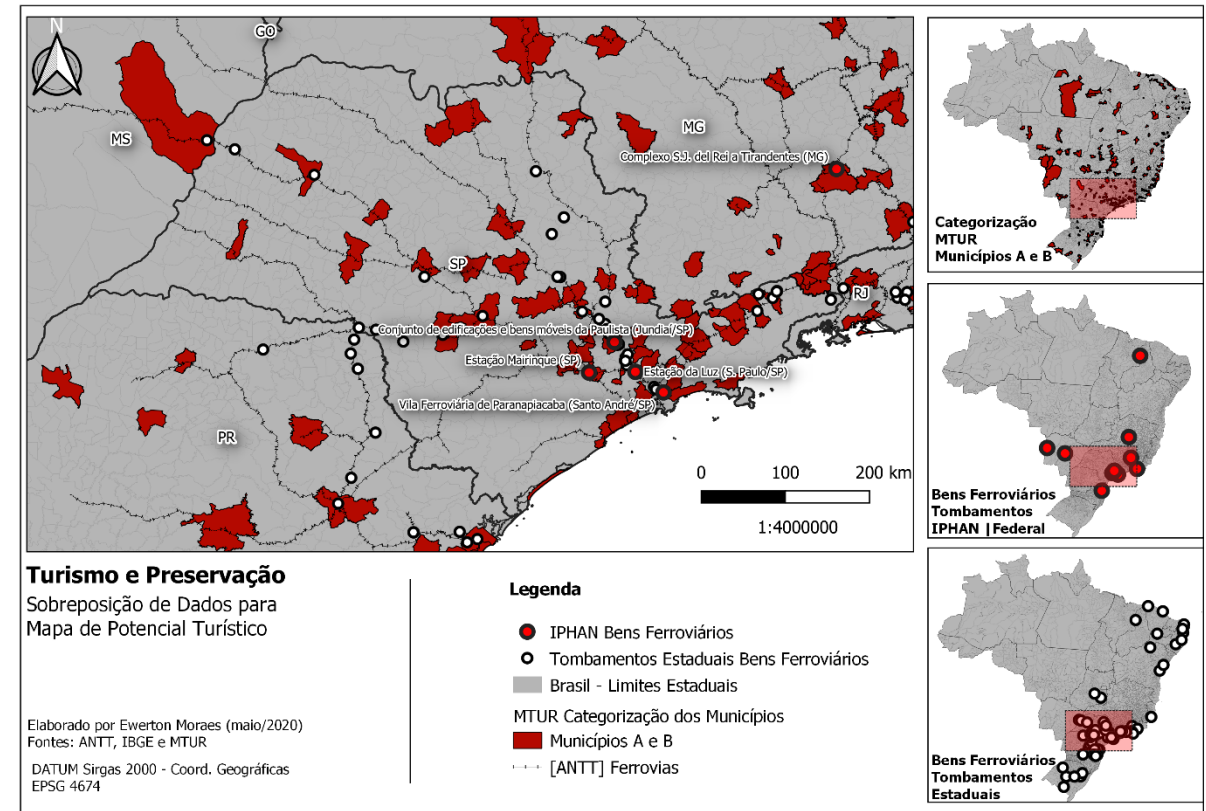 N
GO
MS
MG
Complexo S.J. del Rei a Tirandentes (MG)
SP
RJ
Conjunto de edificações e bens móveis da Paulista (Jundiaí/SP)
Estação Mairinque (SP)
Estação da Luz (S. Paulo/SP)
Vila Ferroviária de Paranapiacaba (Santo André/SP)
PR
0 100 200 km
1:4000000
Categorização
MTUR
Municípios A e B
Bens Ferroviários
Tombamentos
IPHAN | Federal
Bens Ferroviários
Tombamentos
Estaduais
Turismo e Preservação
Sobreposição de Dados para
Mapa de Potencial Turístico
Elaborado por Ewerton Moraes (maio/2020)
Fontes: ANTT, IBGE e MTUR
DATUM Sirgas 2000 - Coord. Geográficas
EPSG 4674
Legenda
IPHAN Bens Ferroviários
Tombamentos Estaduais Bens Ferroviários
Brasil - Limites Estaduais
MTUR Categorização dos Municípios
Municípios A e B
[ANTT] Ferrovias